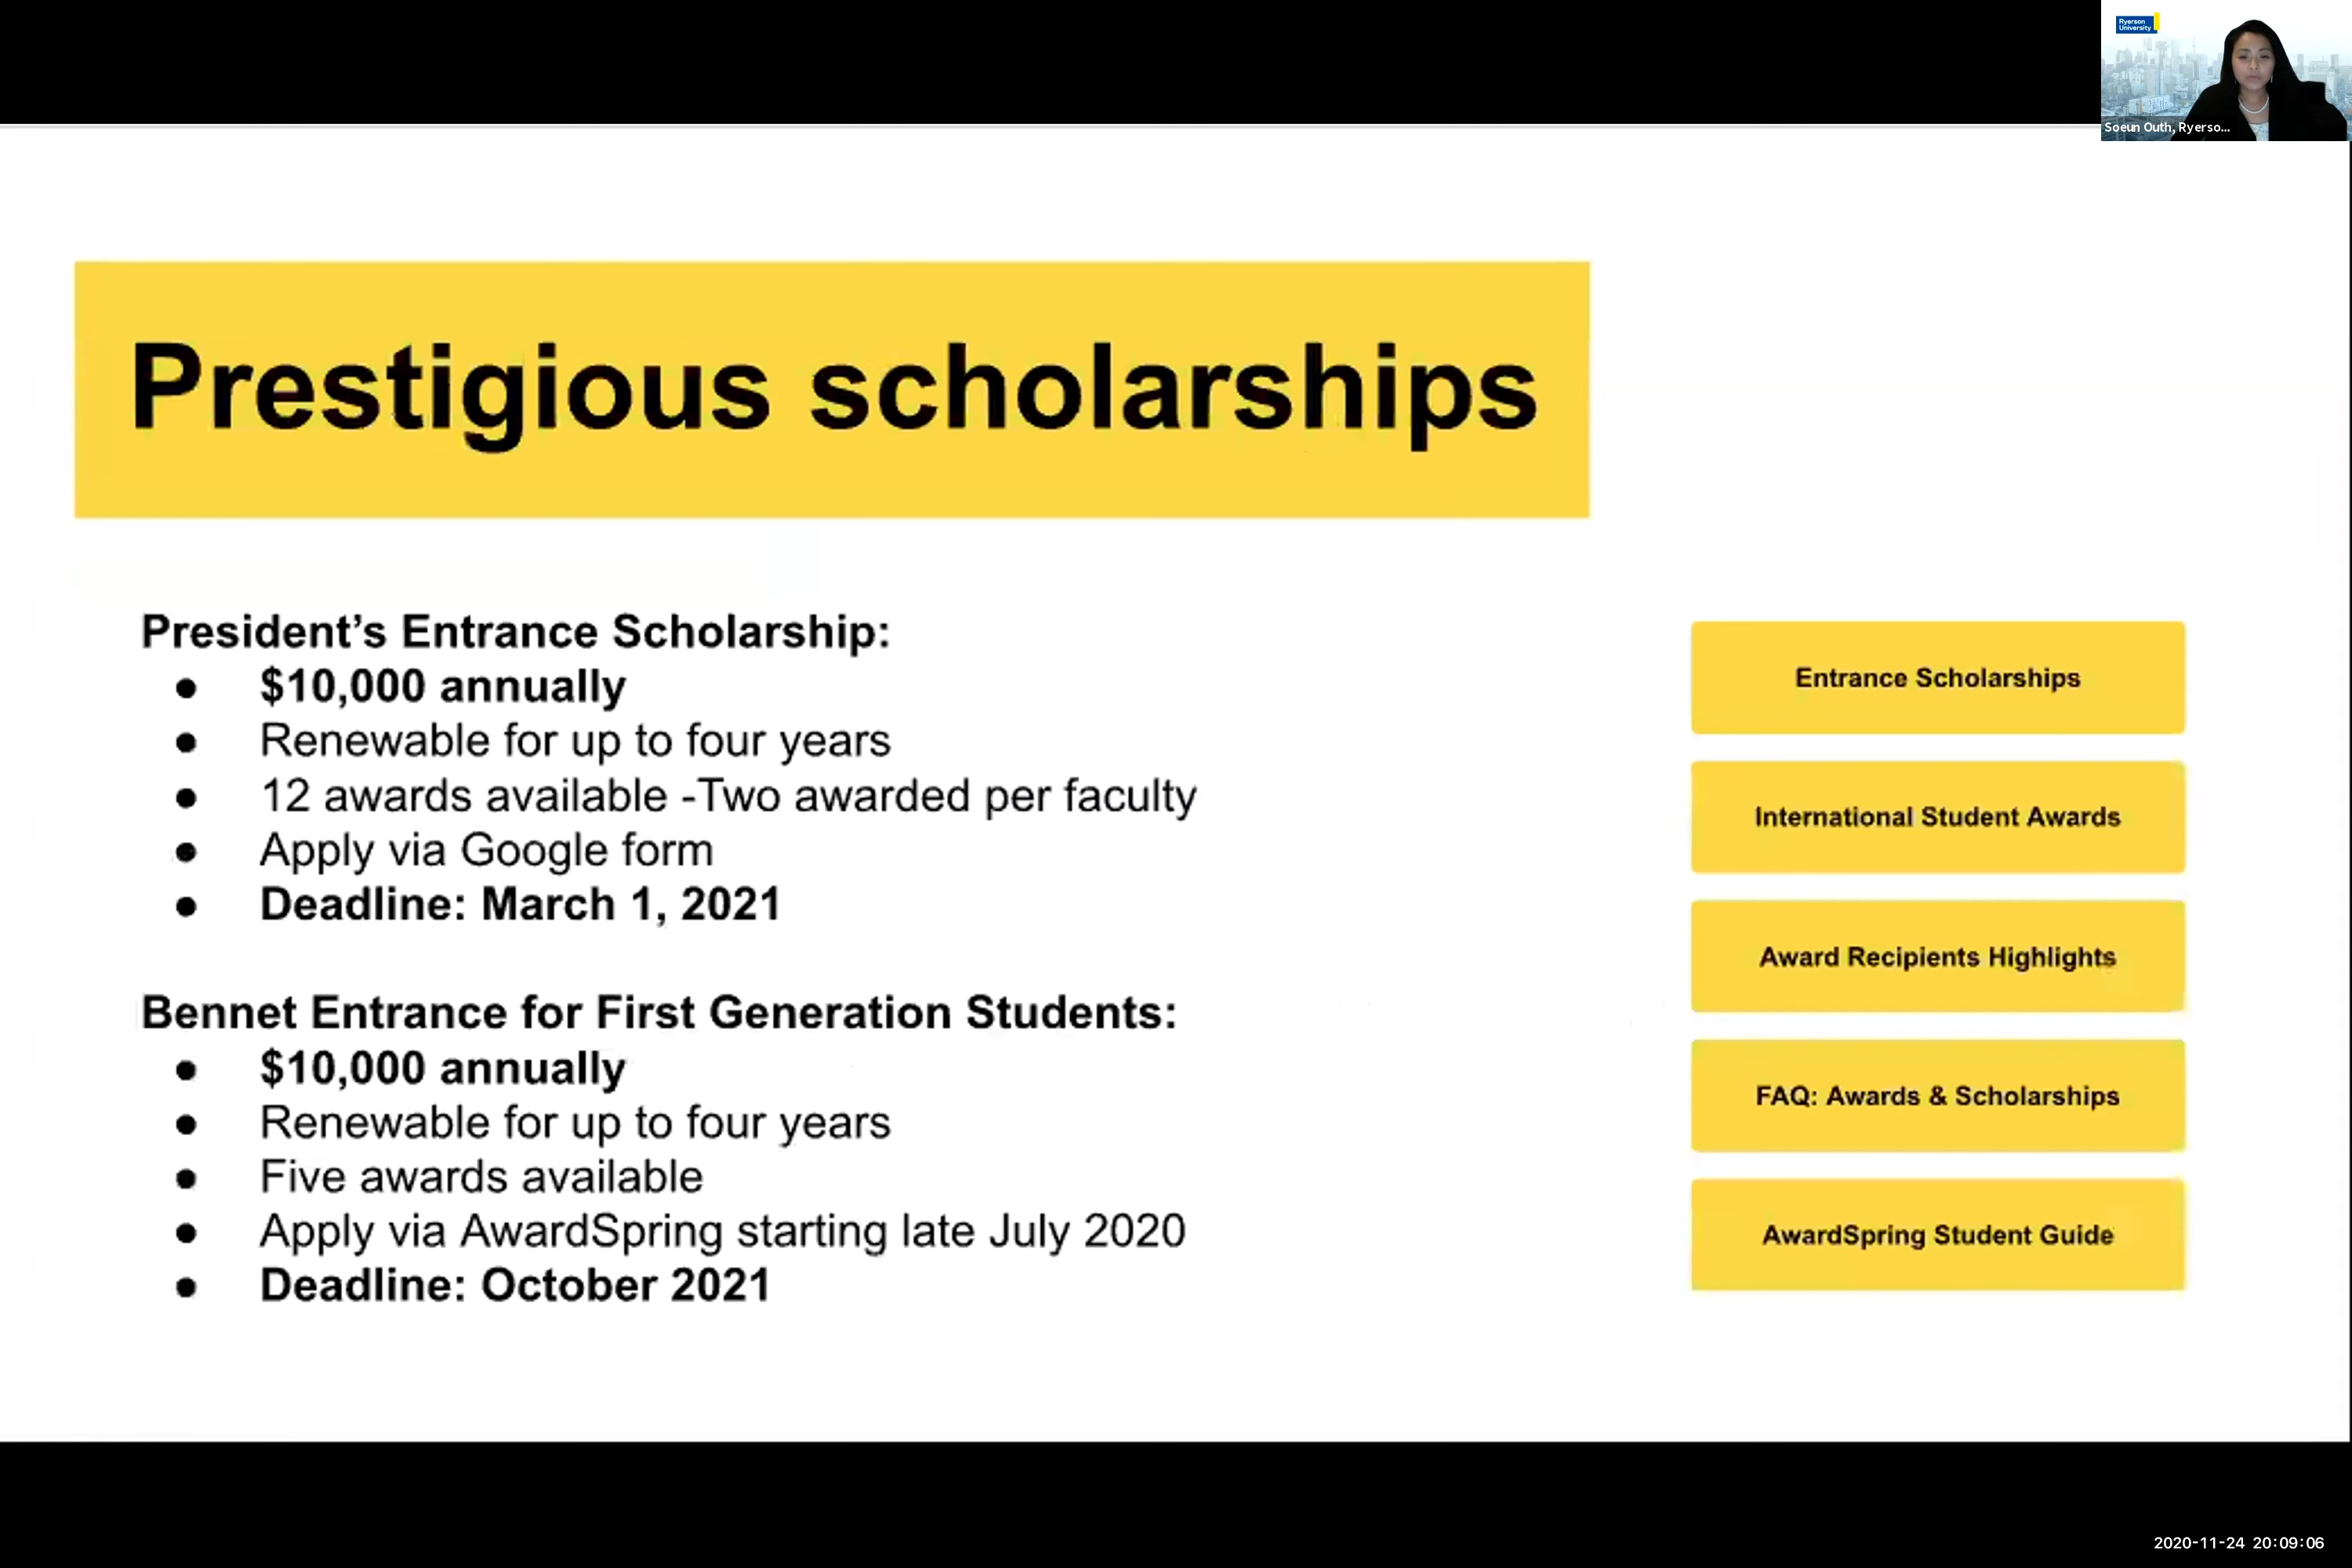 Ryerson
University
Soeun Outh, Ryerso...
Prestigious scholarships
President's Entrance Scholarship:
● $10,000 annually
● Renewable for up to four years
● 12 awards available -Two awarded per faculty
● Apply via Google form
● Deadline: March 1, 2021
Bennet Entrance for First Generation Students:
● $10,000 annually
● Renewable for up to four years
● Five awards available
● Apply via AwardSpring starting late July 2020
● Deadline: October 2021
Entrance Scholarships
International Student Awards
Award Recipients Highlights
FAQ: Awards & Scholarships
AwardSpring Student Guide
2020-11-24 20:09:06